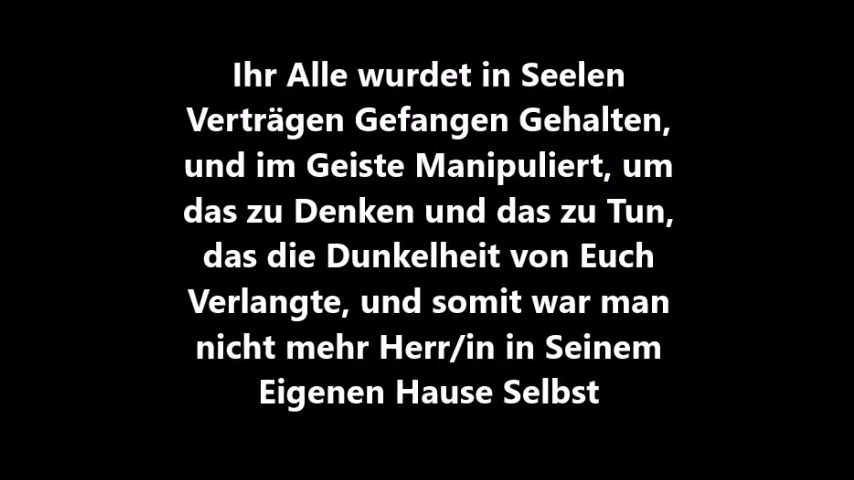 Ihr Alle wurdet in Seelen
Verträgen Gefangen Gehalten,
und im Geiste Manipuliert, um
das zu Denken und das zu Tun,
das die Dunkelheit von Euch
Verlangte, und somit war man
nicht mehr Herr/in in Seinem
Eigenen Hause Selbst